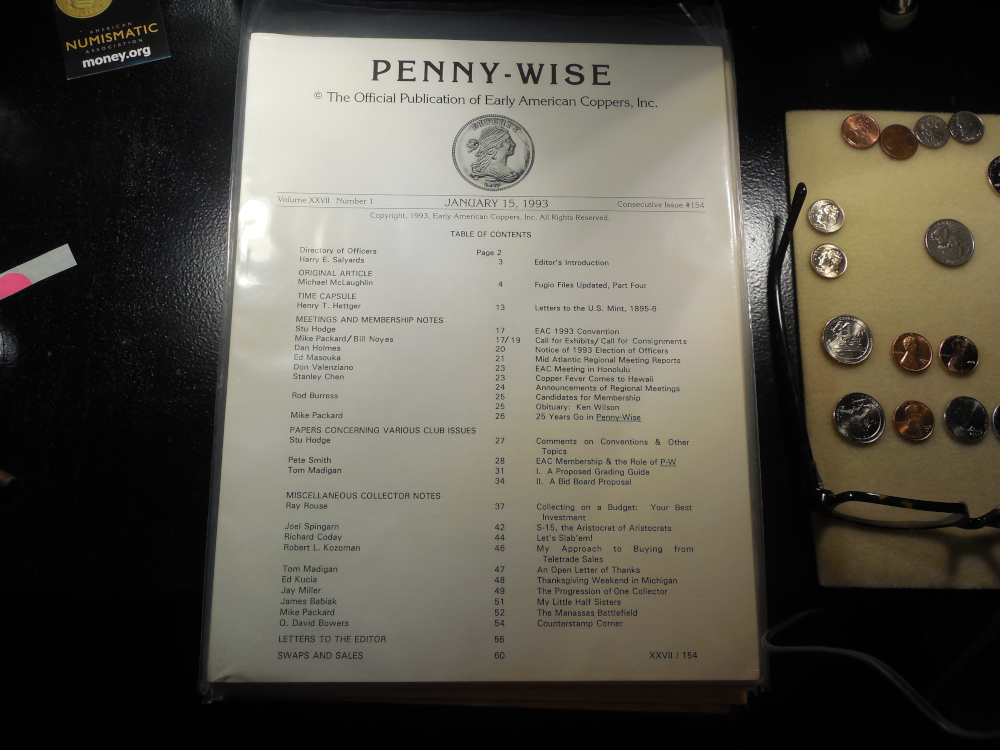 AMERICAN
NUMISMATIC
ASSOCIATION
money.org
PENNY-WISE
© The Official Publication of Early American Coppers, Inc.
LIBERTY
Volume XXVII Number 1 JANUARY 15, 1993 Consecutive Issue #154
Copyright, 1993, Early American Coppers, Inc. All Rights Reserved.
TABLE OF CONTENTS
Directory of Officers Page 2
Harry E. Salyards 3 Editor's Introduction
ORIGINAL ARTICLE
Michael McLaughlin 4 Fugio Files Updated, Part Four
TIME CAPSULE
Henry T. Hettger 13 Letters to the U.S. Mint, 1895-6
MEETINGS AND MEMBERSHIP NOTES
Stu Hodge 17 EAC 1993 Convention
Mike Packard/Bill Noyes 17/19 Call for Exhibits/ Call for Consignments
Dan Holmes 20 Notice of 1993 Election of Officers
Ed Masouka 21 Mid Atlantic Regional Meeting Reports
Don Valenziano 23 EAC Meeting in Honolulu
Stanley Chen 23 Copper Fever Comes to Hawaii
24 Announcements of Regional Meetings
Rod Burress 25 Candidates for Membership
25 Obituary: Ken Wilson
Mike Packard 26 25 Years Go in Penny-Wise
PAPERS CONCERNING VARIOUS CLUB ISSUES
Stu Hodge 27 Comments on Conventions & Other
Topics
Pete Smith 28 EAC Membership & the Role of P-W
Tom Madigan 31 I. A Proposed Grading Guide
34 II. A Bid Board Proposal
MISCELLANEOUS COLLECTOR NOTES
Ray Rouse 37 Collecting on a Budget: Your Best
Investment
Joel Spingarn 42 S-15, the Aristocrat of Aristocrats
Richard Coday 44 Let's Slab'em!
Robert L. Kozoman 46 My Approach to Buying from
Teletrade Sales
Tom Madigan 47 An Open Letter of Thanks
Ed Kucia 48 Thanksgiving Weekend in Michigan
Jay Miller 49 The Progression of One Collector
James Babiak 51 My Little Half Sisters
Mike Packard 52 The Manassas Battlefield
Q. David Bowers 54 Counterstamp Corner
LETTERS TO THE EDITOR 56
SWAPS AND SALES 60 XXVII / 154